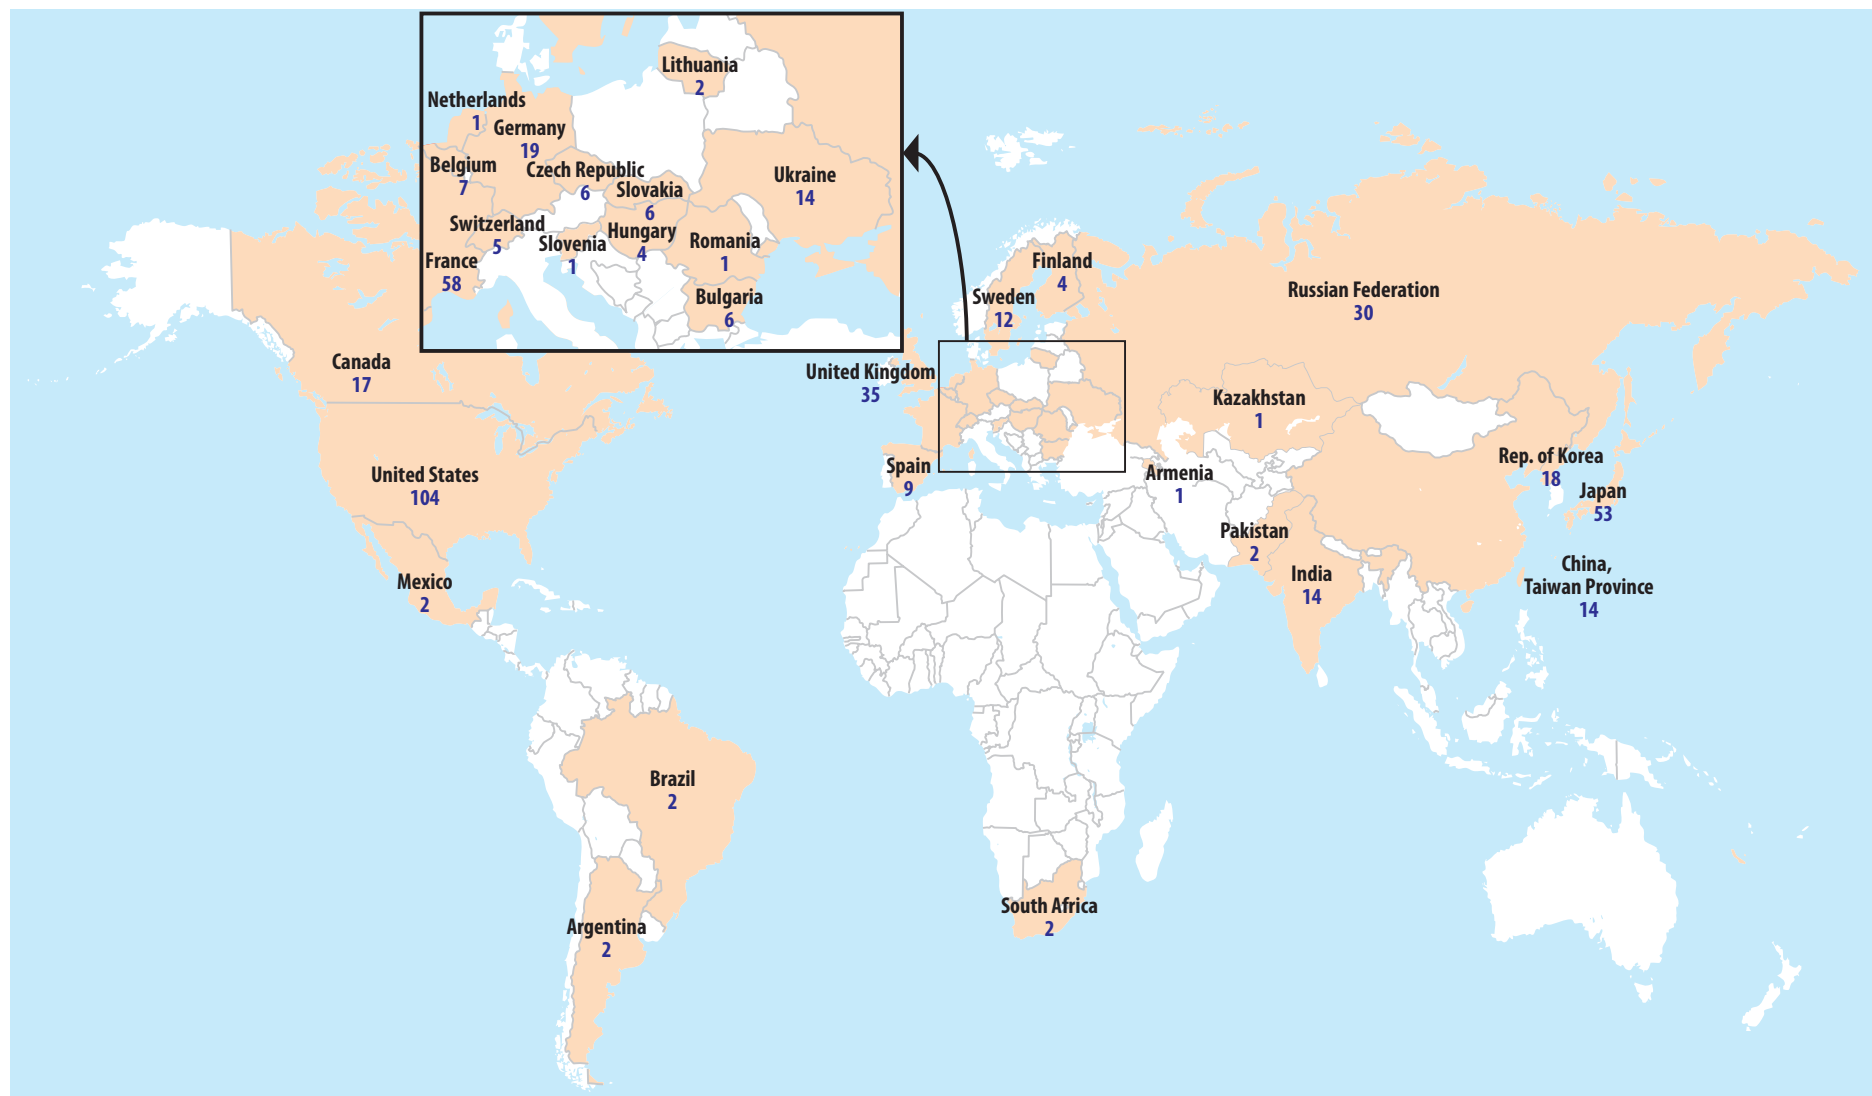 Lithuania
2
Netherlands
1
Germany
19
Belgium
7
Czech Republic
6
Slovakia
6
Ukraine
14
Switzerland
5
Slovenia
1
Hungary
4
Romania
1
France
58
Bulgaria
6
Finland
4
Sweden
12
Russian Federation
30
Canada
17
United Kingdom
35
Kazakhstan
1
United States
104
Spain
9
Armenia
1
Rep. of Korea
18
Japan
53
Pakistan
2
India
14
China,
Taiwan Province
14
Mexico
2
Brazil
2
Argentina
2
South Africa
2